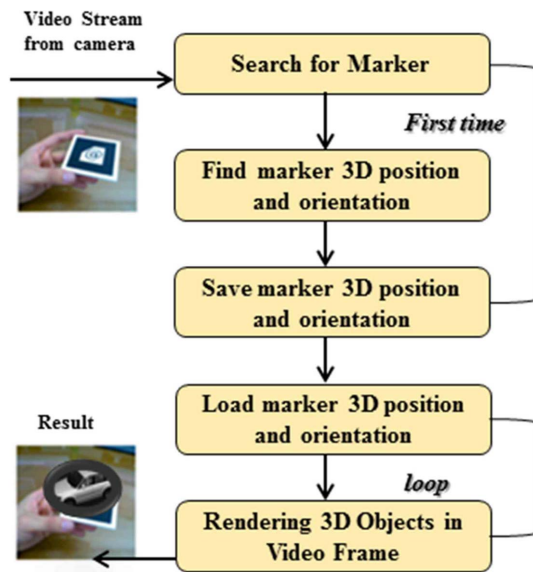 Video Stream
from camera
Search for Marker
First time
Find marker 3D position
and orientation
Save marker 3D position
and orientation
Load marker 3D position
and orientation
Result
loop
Rendering 3D Objects in
Video Frame